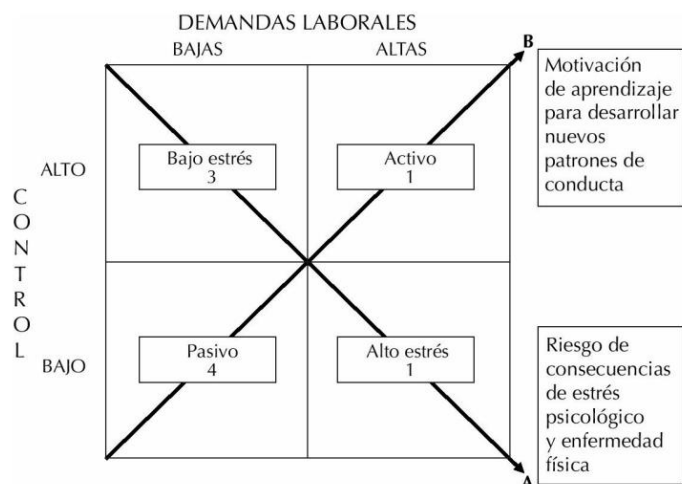 DEMANDAS LABORALES
BAJAS
ALTAS
B
Motivación
de aprendizaje
para desarrollar
nuevos
patrones de
conducta
ALTO
Bajo estrés
3
Activo
1
CONTROL
BAJO
Pasivo
4
Alto estrés
1
Riesgo de
consecuencias
de estrés
psicológico
y enfermedad
física
A